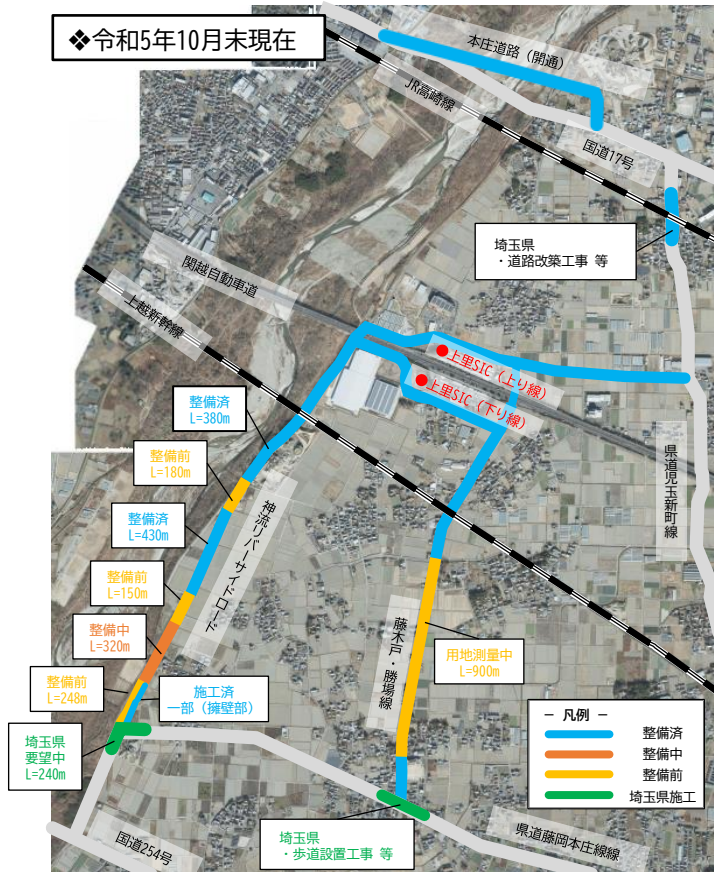 ❖令和5年10月末現在
本庄道路（開通）
JR高崎線
国道17号
埼玉県
・道路改築工事 等
関越自動車道
上越新幹線
上里SIC（上り線）
上里SIC（下り線）
整備済
L=380m
整備前
L=180m
県道児玉新町線
神流リバーサイドロード
整備済
L=430m
整備前
L=150m
整備中
L=320m
藤木戸・勝場線
用地測量中
L=900m
整備前
L=248m
施工済
一部（擁壁部）
埼玉県
要望中
L=240m
− 凡例 −
整備済
整備中
整備前
埼玉県施工
国道254号
埼玉県
・歩道設置工事 等
県道藤岡本庄線線